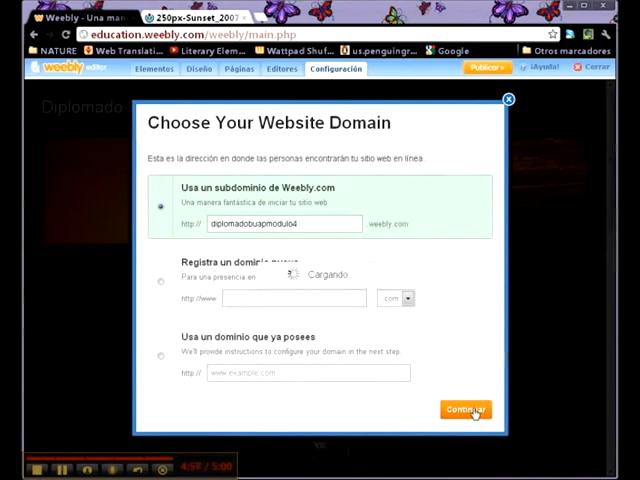 Weebly - Una man
250px-Sunset_2007
education.weebly.com/weebly/main.php
NATURE Web Translati... Literary Elem... Wattpad Shuf... us.penguingr... Google Otros marcadores
weebly editor Elementos Diseño Páginas Editores Configuración Publicar ¡Ayuda! Cerrar
Diplomado
Choose Your Website Domain
Esta es la dirección en donde las personas encontrarán tu sitio web en línea
Usa un subdominio de Weebly.com
Una manera fantástica de iniciar tu sitio web
http:// diplomadobuapmodulo4 .weebly.com
Registra un dominio
Para una presencia en
Cargando
http://www .com
Usa un dominio que ya posees
We'll provide instructions to configure your domain in the next step.
http:// www.example.com
Continuar
4:57 / 5:00